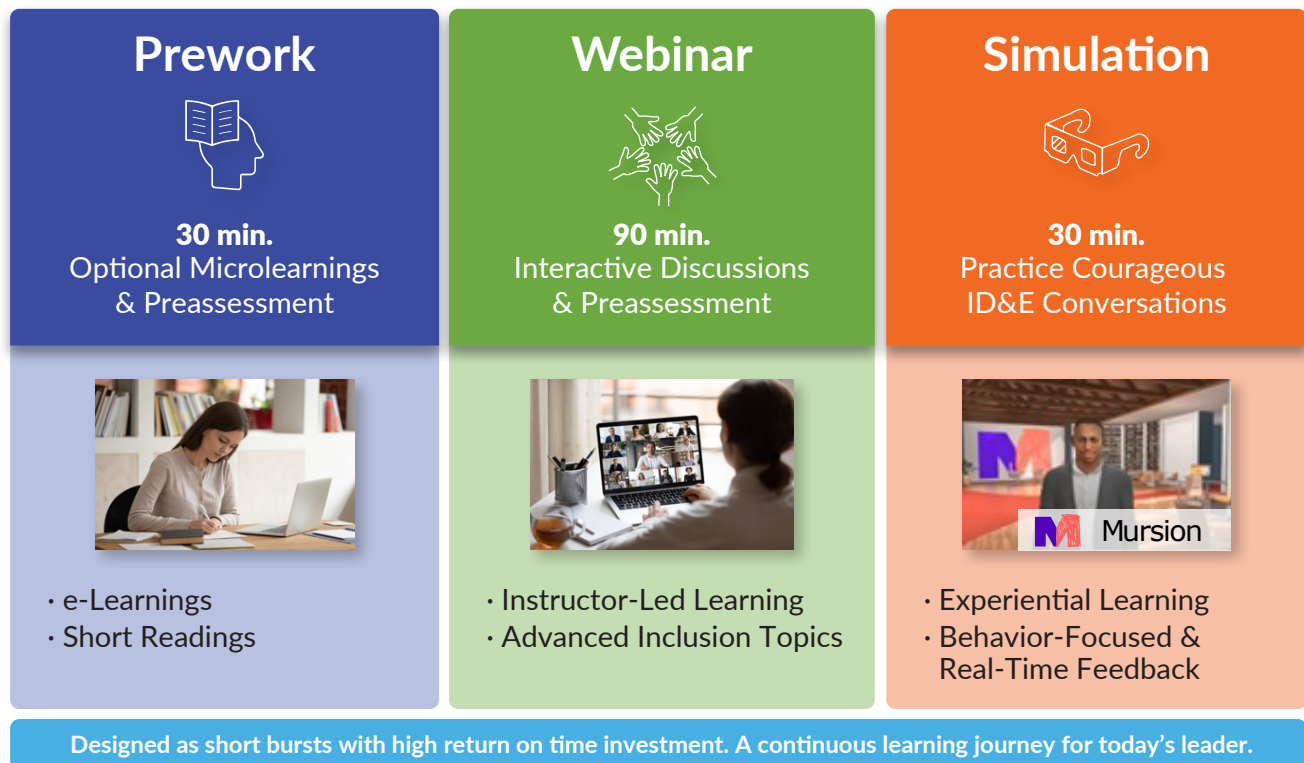 Prework
30 min.
Optional Microlearnings
& Preassessment
· e-Learnings
· Short Readings
Webinar
90 min.
Interactive Discussions
& Preassessment
· Instructor-Led Learning
· Advanced Inclusion Topics
Simulation
30 min.
Practice Courageous
ID&E Conversations
M
M Mursion
· Experiential Learning
· Behavior-Focused &
Real-Time Feedback
Designed as short bursts with high return on time investment. A continuous learning journey for today’s leader.